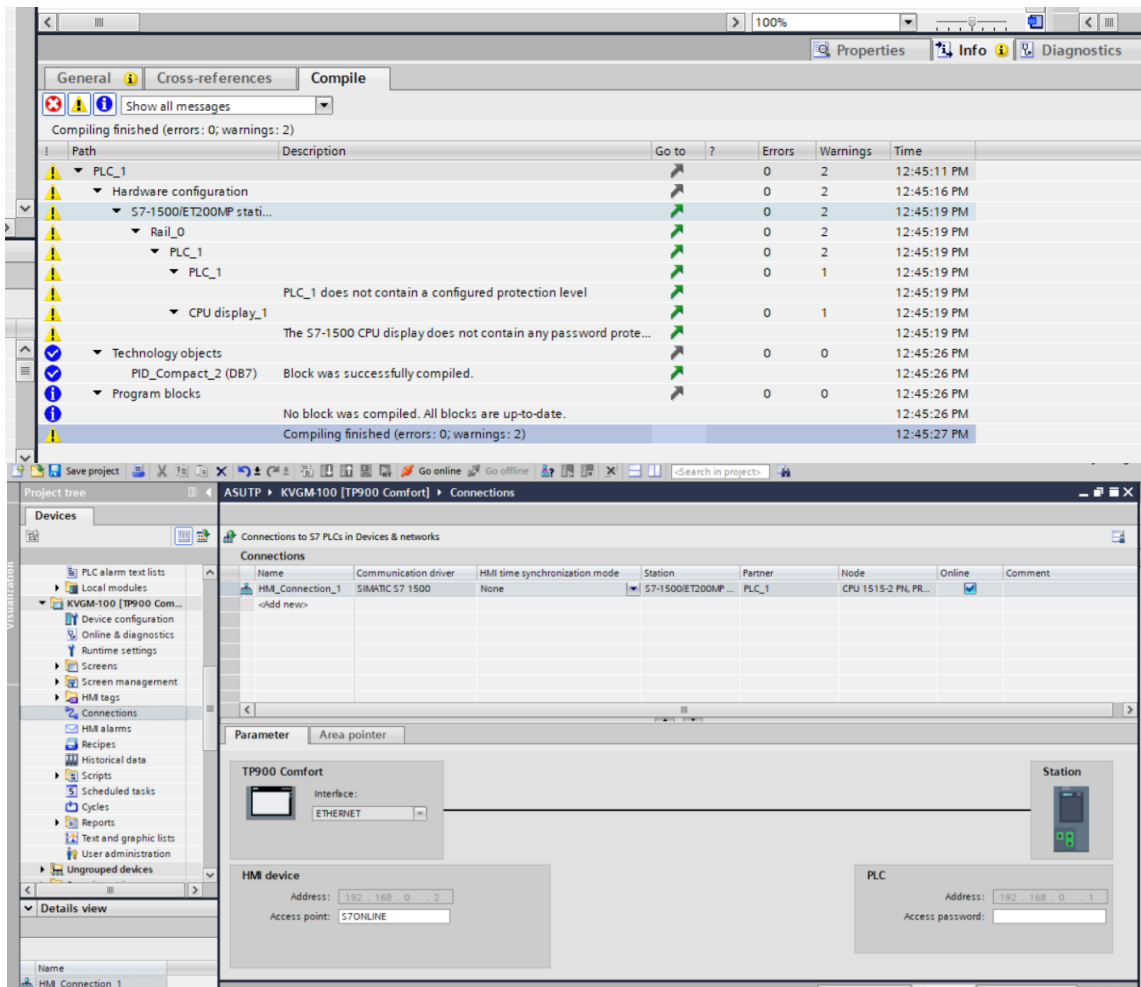 100%
Properties Info Diagnostics
General Cross-references Compile
Show all messages
Compiling finished (errors: 0; warnings: 2)
! Path Description Go to ? Errors Warnings Time
PLC_1 0 2 12:45:11 PM
Hardware configuration 0 2 12:45:16 PM
S7-1500/ET200MP stati... 0 2 12:45:19 PM
Rail_0 0 2 12:45:19 PM
PLC_1 0 2 12:45:19 PM
PLC_1 0 1 12:45:19 PM
PLC_1 does not contain a configured protection level 12:45:19 PM
CPU display_1 0 1 12:45:19 PM
The S7-1500 CPU display does not contain any password prote... 12:45:19 PM
Technology objects 0 0 12:45:26 PM
PID_Compact_2 (DB7) Block was successfully compiled. 12:45:26 PM
Program blocks 0 0 12:45:26 PM
No block was compiled. All blocks are up-to-date. 12:45:26 PM
Compiling finished (errors: 0; warnings: 2) 12:45:27 PM
Save project Go online Go offline <Search in project>
Project tree
Devices
Visualization
PLC alarm text lists
Local modules
KVGM-100 [TP900 Com...
Device configuration
Online & diagnostics
Runtime settings
Screens
Screen management
HMI tags
Connections
HMI alarms
Recipes
Historical data
Scripts
Scheduled tasks
Cycles
Reports
Text and graphic lists
User administration
Ungrouped devices
Details view
Name
HMI_Connection_1
ASUTP KVGM-100 [TP900 Comfort] Connections
Connections to S7 PLCs in Devices & networks
Connections
Name Communication driver HMI time synchronization mode Station Partner Node Online Comment
HMI_Connection_1 SIMATIC S7 1500 None S7-1500/ET200MP ... PLC_1 CPU 1515-2 PN, PR...
<Add new>
Parameter Area pointer
TP900 Comfort Station
Interface:
ETHERNET
HMI device PLC
Address: 192 . 168 . 0 . 2 Address: 192 . 168 . 0 . 1
Access point: S7ONLINE Access password: